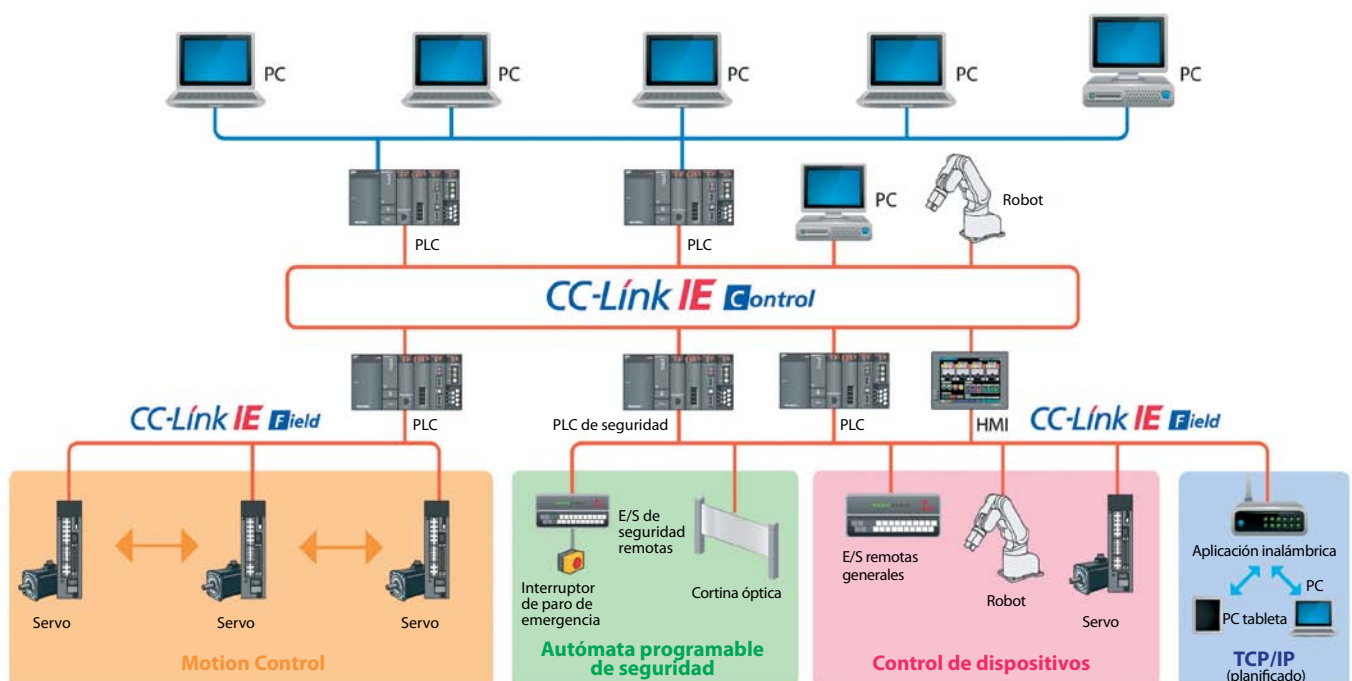 PC
PC
PC
PC
PC
PLC
PLC
PC
Robot
CC-Línk IE Control
PLC
PLC de seguridad
PLC
HMI
CC-Línk IE Field
CC-Línk IE Field
Servo
Servo
Servo
Motion Control
E/S de
seguridad
remotas
Interruptor
de paro de
emergencia
Cortina óptica
Autómata programable
de seguridad
E/S remotas
generales
Robot
Servo
Control de dispositivos
Aplicación inalámbrica
PC
PC tableta
TCP/IP
(planificado)